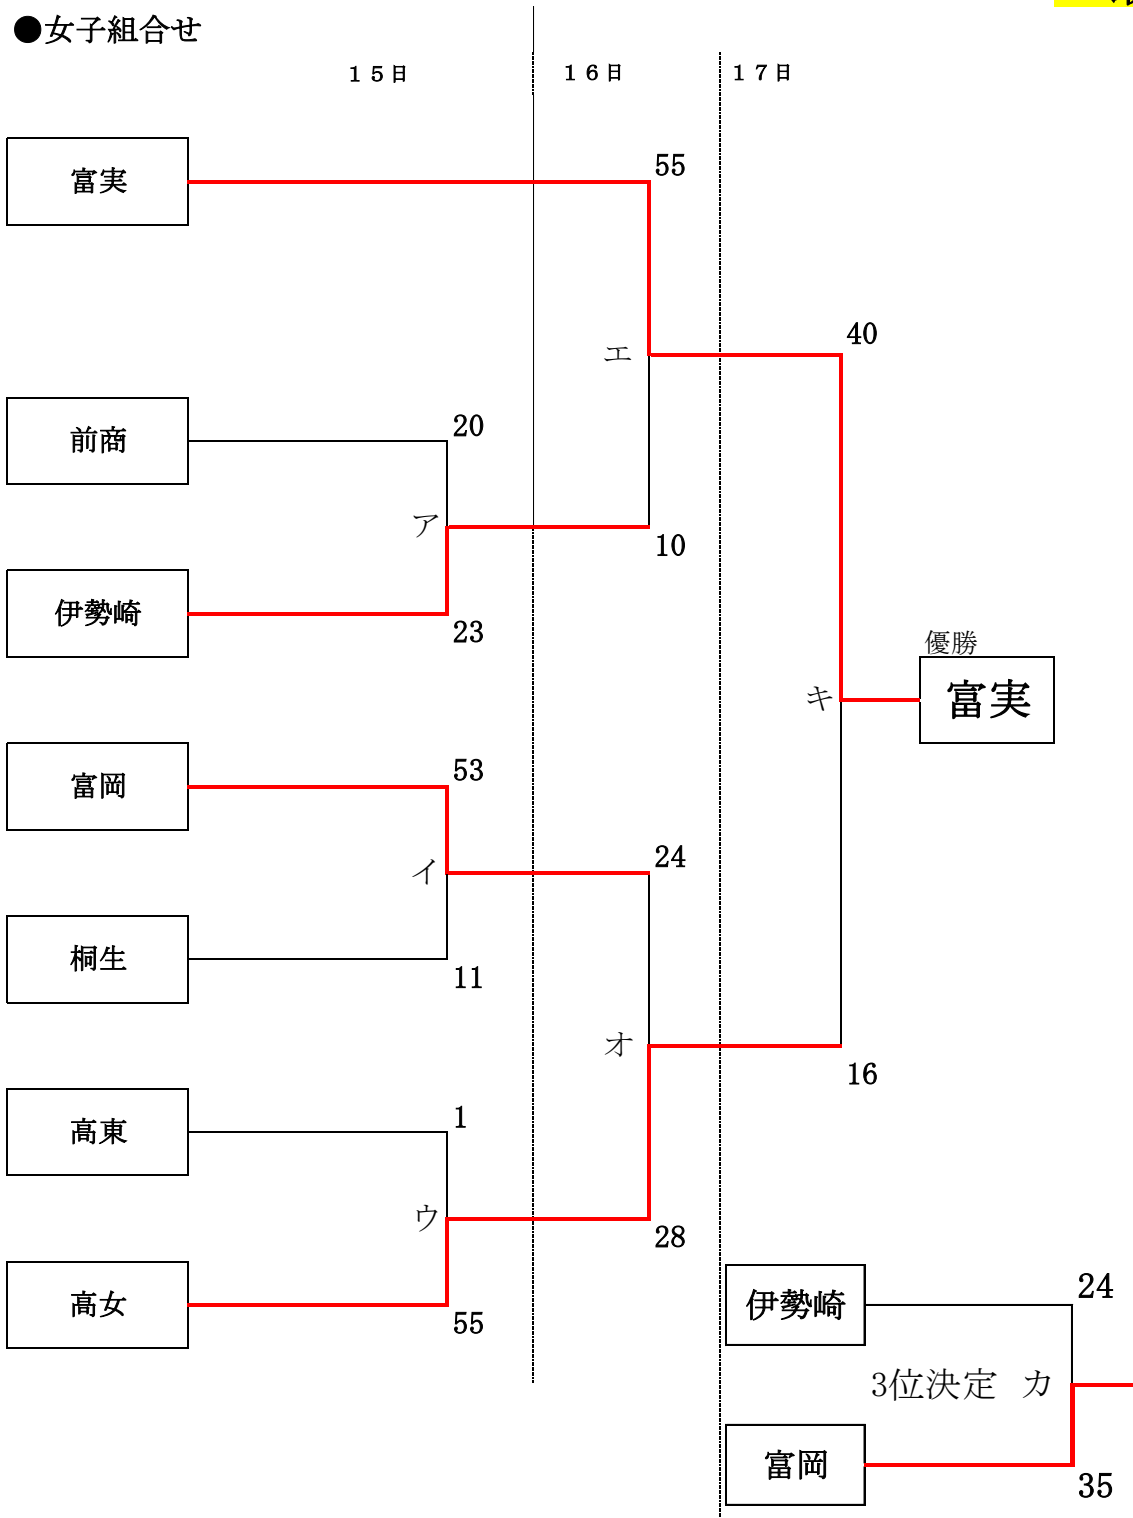 ●女子組合せ
１５日
１６日
１７日
富実
55
エ
40
前商
20
ア
10
伊勢崎
23
優勝
富実
キ
富岡
53
イ
24
桐生
11
オ
16
高東
1
ウ
28
高女
55
伊勢崎
24
3位決定 カ
富岡
35